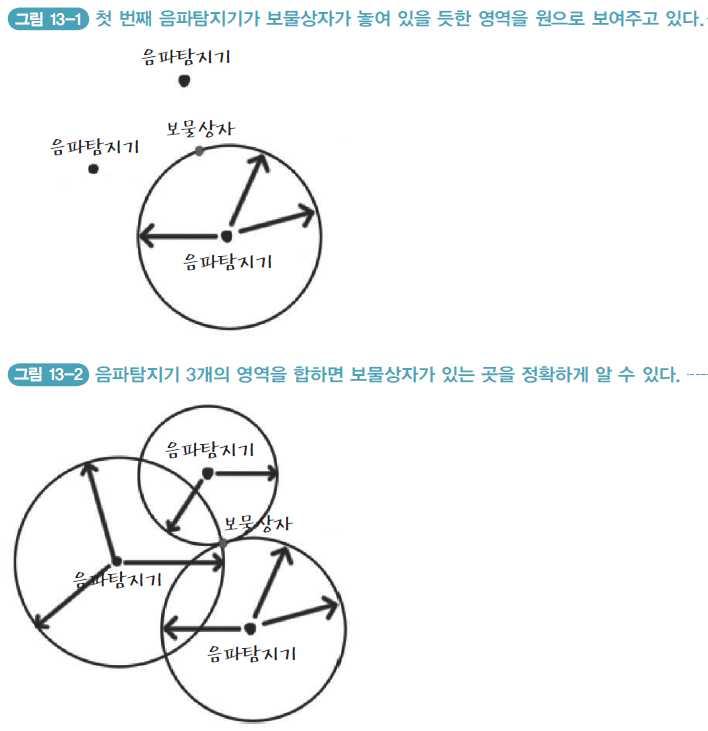 그림 13-1 첫 번째 음파탐지기가 보물상자가 놓여 있을 듯한 영역을 원으로 보여주고 있다.
음파탐지기
보물상자
음파탐지기
음파탐지기
그림 13-2 음파탐지기 3개의 영역을 합하면 보물상자가 있는 곳을 정확하게 알 수 있다.
음파탐지기
보물상자
음파탐지기
음파탐지기